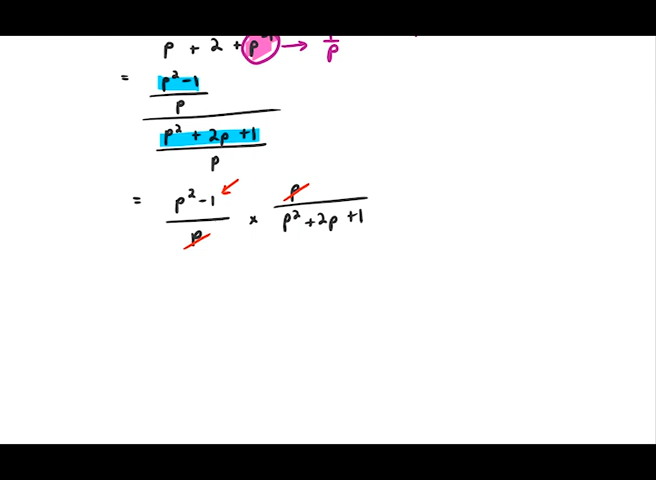 p + 2 + p⁻¹ → 1/p
= p² - 1
p
p² + 2p + 1
p
= p² - 1 / p × p / p² + 2p + 1